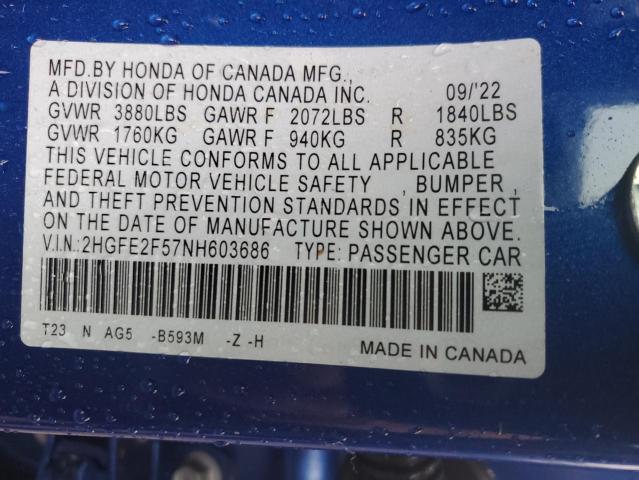 MFD.BY HONDA OF CANADA MFG.,
A DIVISION OF HONDA CANADA INC. 09/'22
GVWR 3880LBS GAWR F 2072LBS R 1840LBS
GVWR 1760KG GAWR F 940KG R 835KG
THIS VEHICLE CONFORMS TO ALL APPLICABLE
FEDERAL MOTOR VEHICLE SAFETY , BUMPER ,
AND THEFT PREVENTION STANDARDS IN EFFECT
ON THE DATE OF MANUFACTURE SHOWN ABOVE.
V.I.N:2HGFE2F57NH603686 TYPE: PASSENGER CAR
T23 N AG5 -B593M -Z -H
MADE IN CANADA